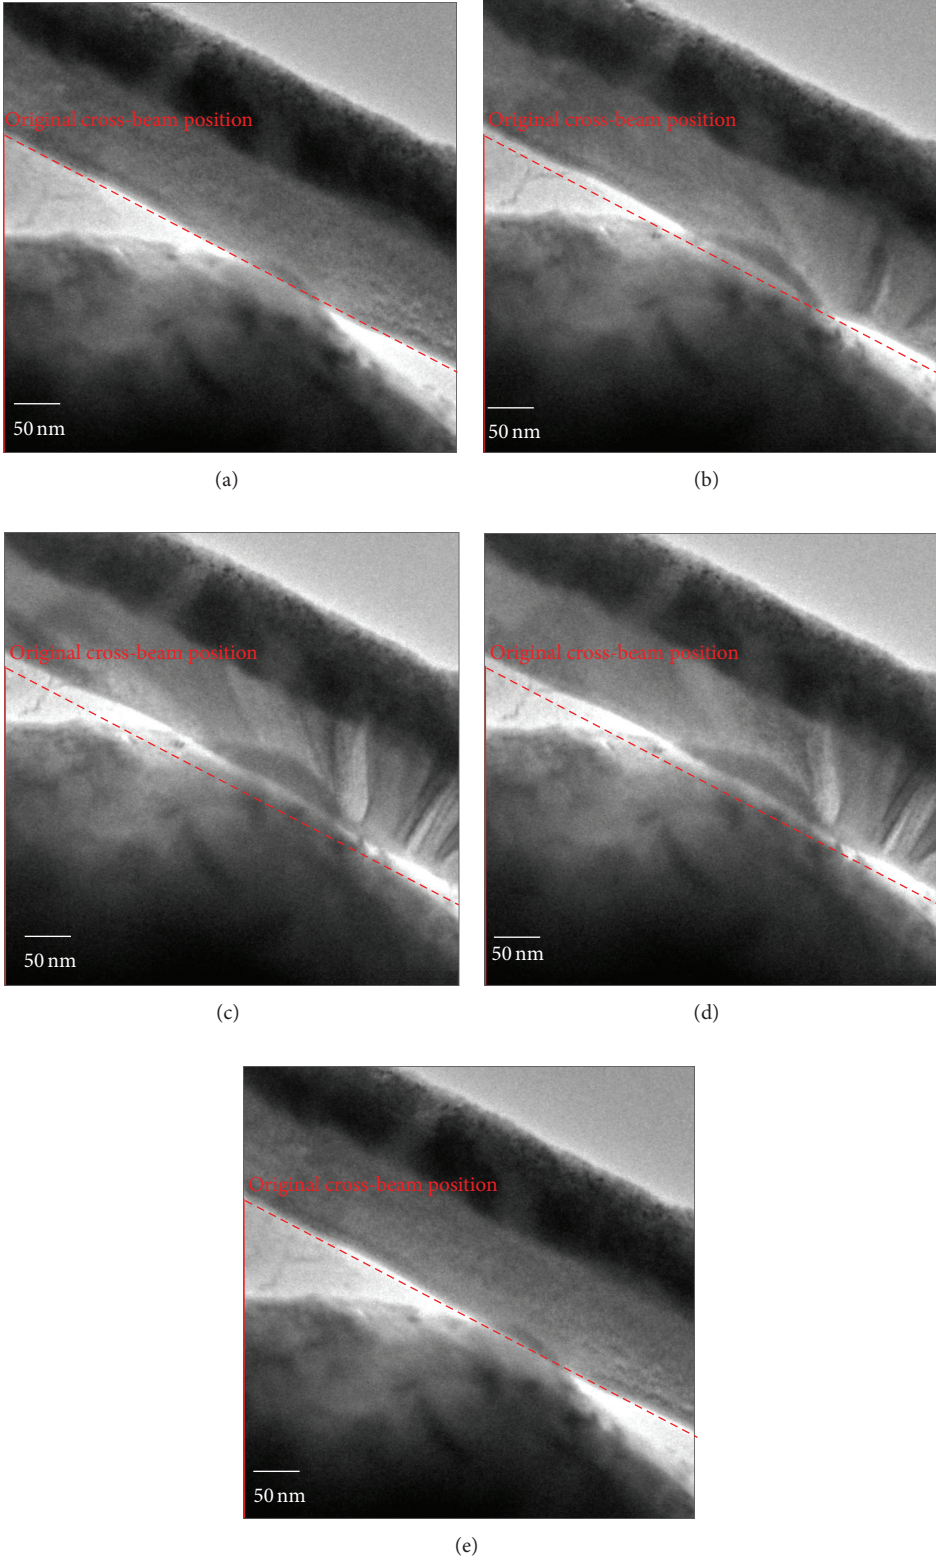 Original cross-beam position
50 nm
(a)
Original cross-beam position
50 nm
(b)
Original cross-beam position
50 nm
(c)
Original cross-beam position
50 nm
(d)
Original cross-beam position
50 nm
(e)